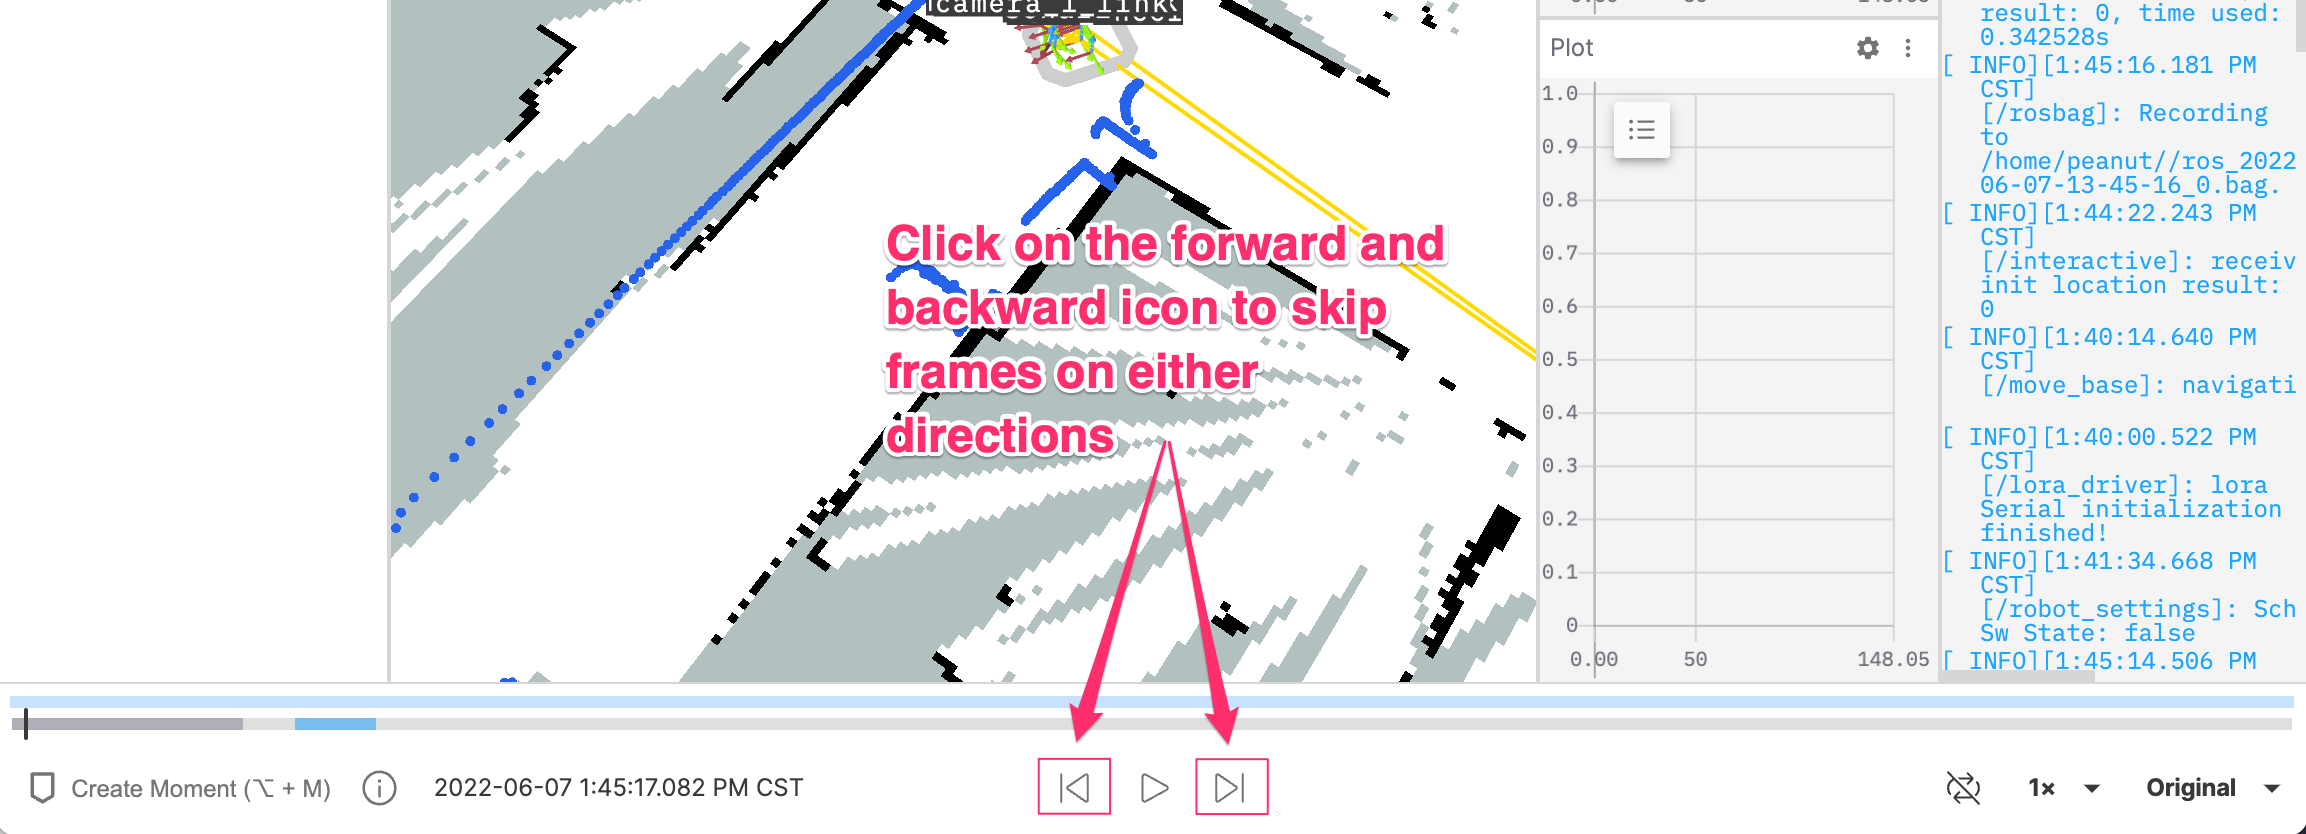 camera_1_link
Click on the forward and
backward icon to skip
frames on either
directions
Plot
1.0
0.9
0.8
0.7
0.6
0.5
0.4
0.3
0.2
0.1
0
0.00 50 148.05
result: 0, time used:
0.342528s
[ INFO][1:45:16.181 PM
CST]
[/rosbag]: Recording
to
/home/peanut//ros_2022
06-07-13-45-16_0.bag.
[ INFO][1:44:22.243 PM
CST]
[/interactive]: receiv
init location result:
0
[ INFO][1:40:14.640 PM
CST]
[/move_base]: navigati
[ INFO][1:40:00.522 PM
CST]
[/lora_driver]: lora
Serial initialization
finished!
[ INFO][1:41:34.668 PM
CST]
[/robot_settings]: Sch
Sw State: false
[ INFO][1:45:14.506 PM
Create Moment (⌥ + M)
2022-06-07 1:45:17.082 PM CST
1×
Original